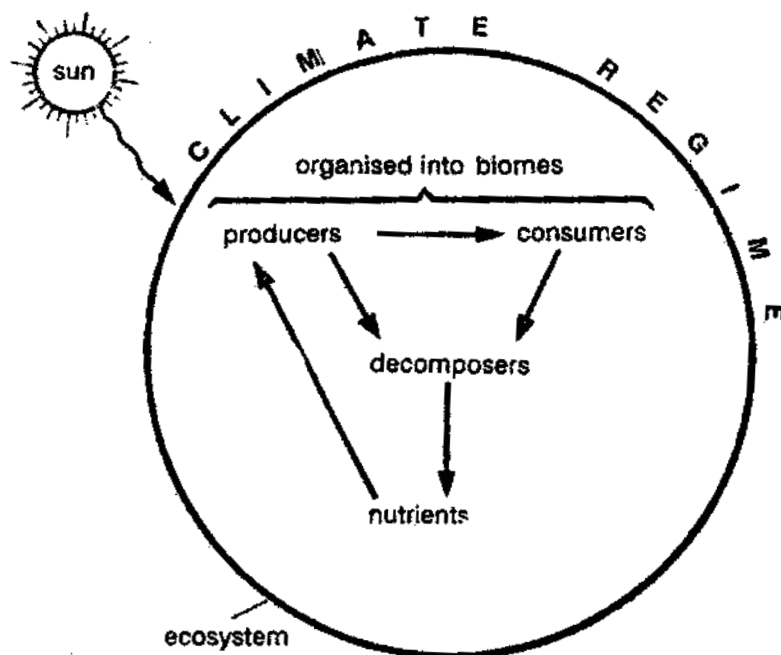 sun
CLIMATE REGIME
organised into biomes
producers
consumers
decomposers
nutrients
ecosystem